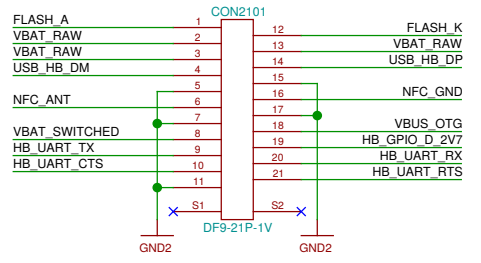 CON2101
FLASH_A 1
VBAT_RAW 2
VBAT_RAW 3
USB_HB_DM 4
5
NFC_ANT 6
7
VBAT_SWITCHED 8
HB_UART_TX 9
HB_UART_CTS 10
11
S1
12 FLASH_K
13 VBAT_RAW
14 USB_HB_DP
15
16 NFC_GND
17
18 VBUS_OTG
19 HB_GPIO_D_2V7
20 HB_UART_RX
21 HB_UART_RTS
S2
DF9-21P-1V
GND2
GND2